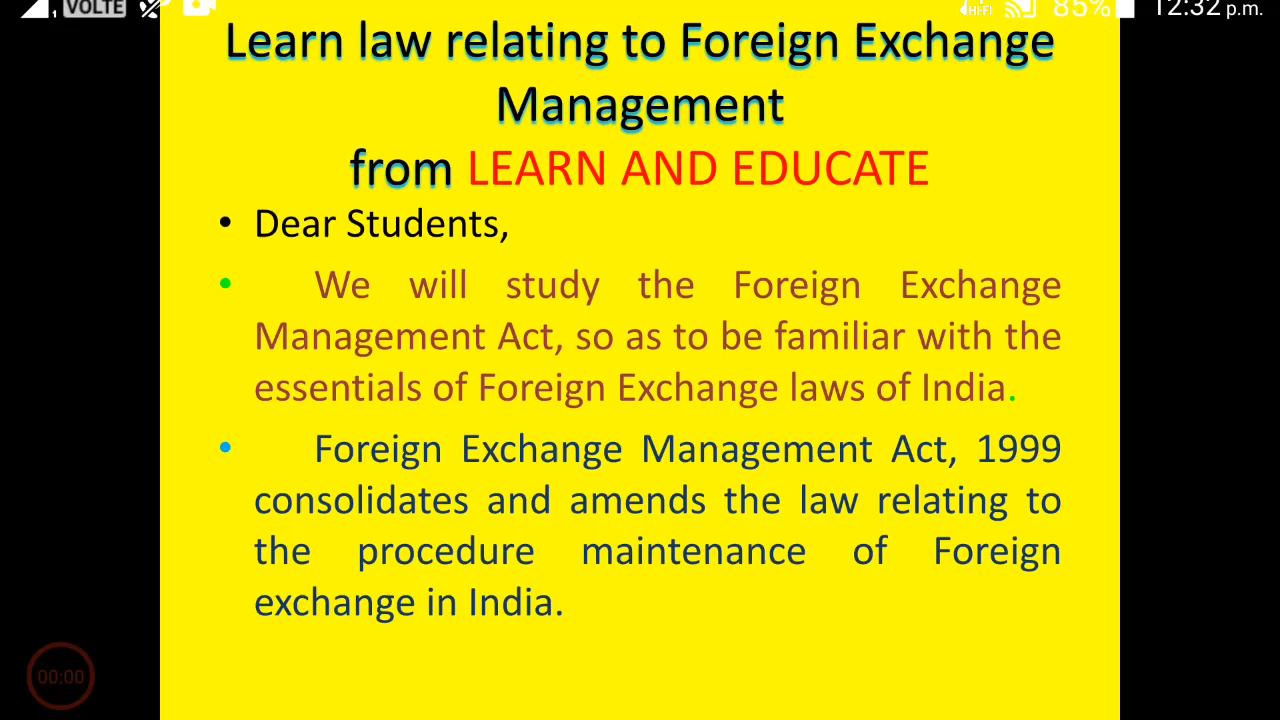 1 VOLTE HiFi 85% 12:32 p.m.
Learn law relating to Foreign Exchange
Management
from LEARN AND EDUCATE
• Dear Students,
• We will study the Foreign Exchange
Management Act, so as to be familiar with the
essentials of Foreign Exchange laws of India.
• Foreign Exchange Management Act, 1999
consolidates and amends the law relating to
the procedure maintenance of Foreign
exchange in India.
00:00